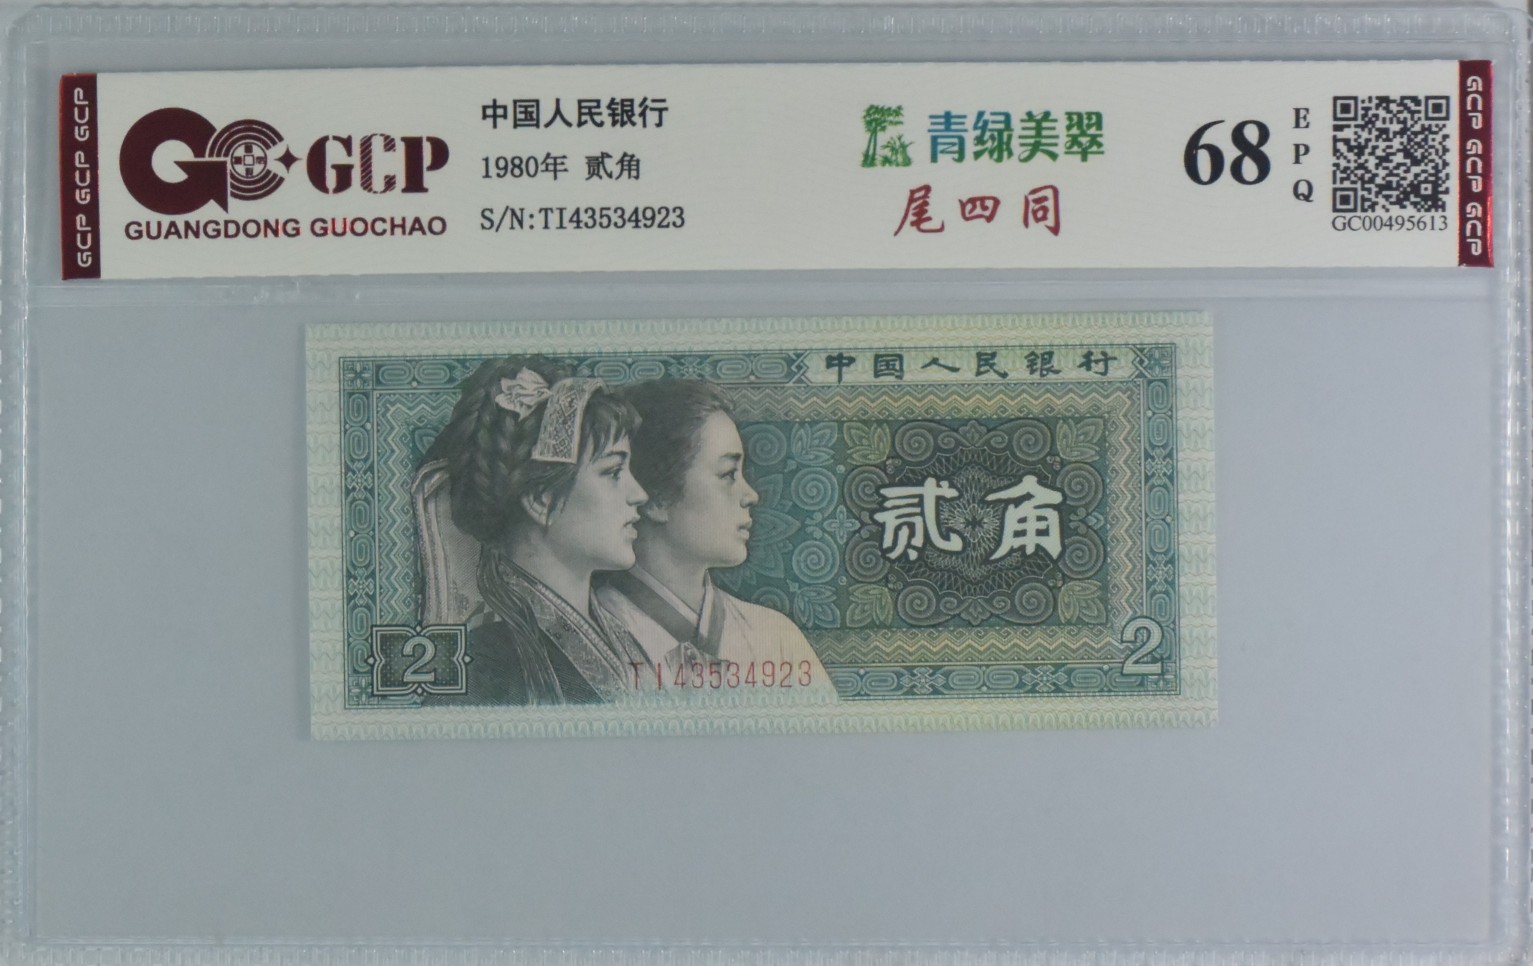 GCP GCP GCP
GCP
GUANGDONG GUOCHAO
中国人民银行
1980年 贰角
S/N:TI43534923
青绿美翠
尾四同
68
EPQ
GC00495613
GCP GCP GCP
中国人民银行
贰角
2
2
TI43534923